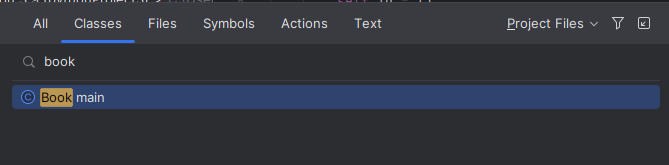 All Classes Files Symbols Actions Text Project Files
book
Book main